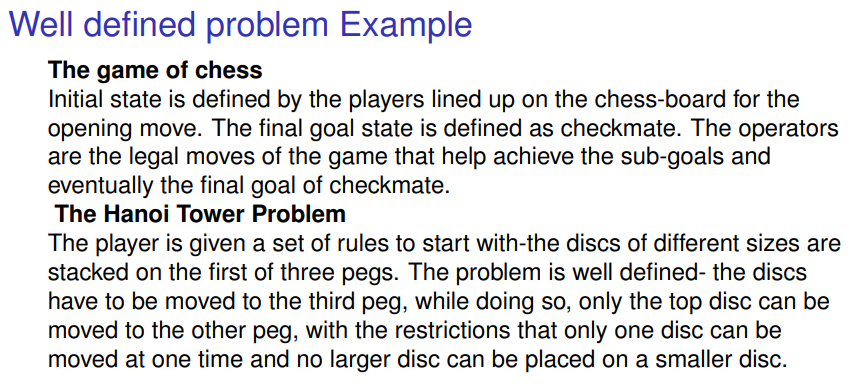 Well defined problem Example
The game of chess
Initial state is defined by the players lined up on the chess-board for the
opening move. The final goal state is defined as checkmate. The operators
are the legal moves of the game that help achieve the sub-goals and
eventually the final goal of checkmate.
The Hanoi Tower Problem
The player is given a set of rules to start with-the discs of different sizes are
stacked on the first of three pegs. The problem is well defined- the discs
have to be moved to the third peg, while doing so, only the top disc can be
moved to the other peg, with the restrictions that only one disc can be
moved at one time and no larger disc can be placed on a smaller disc.